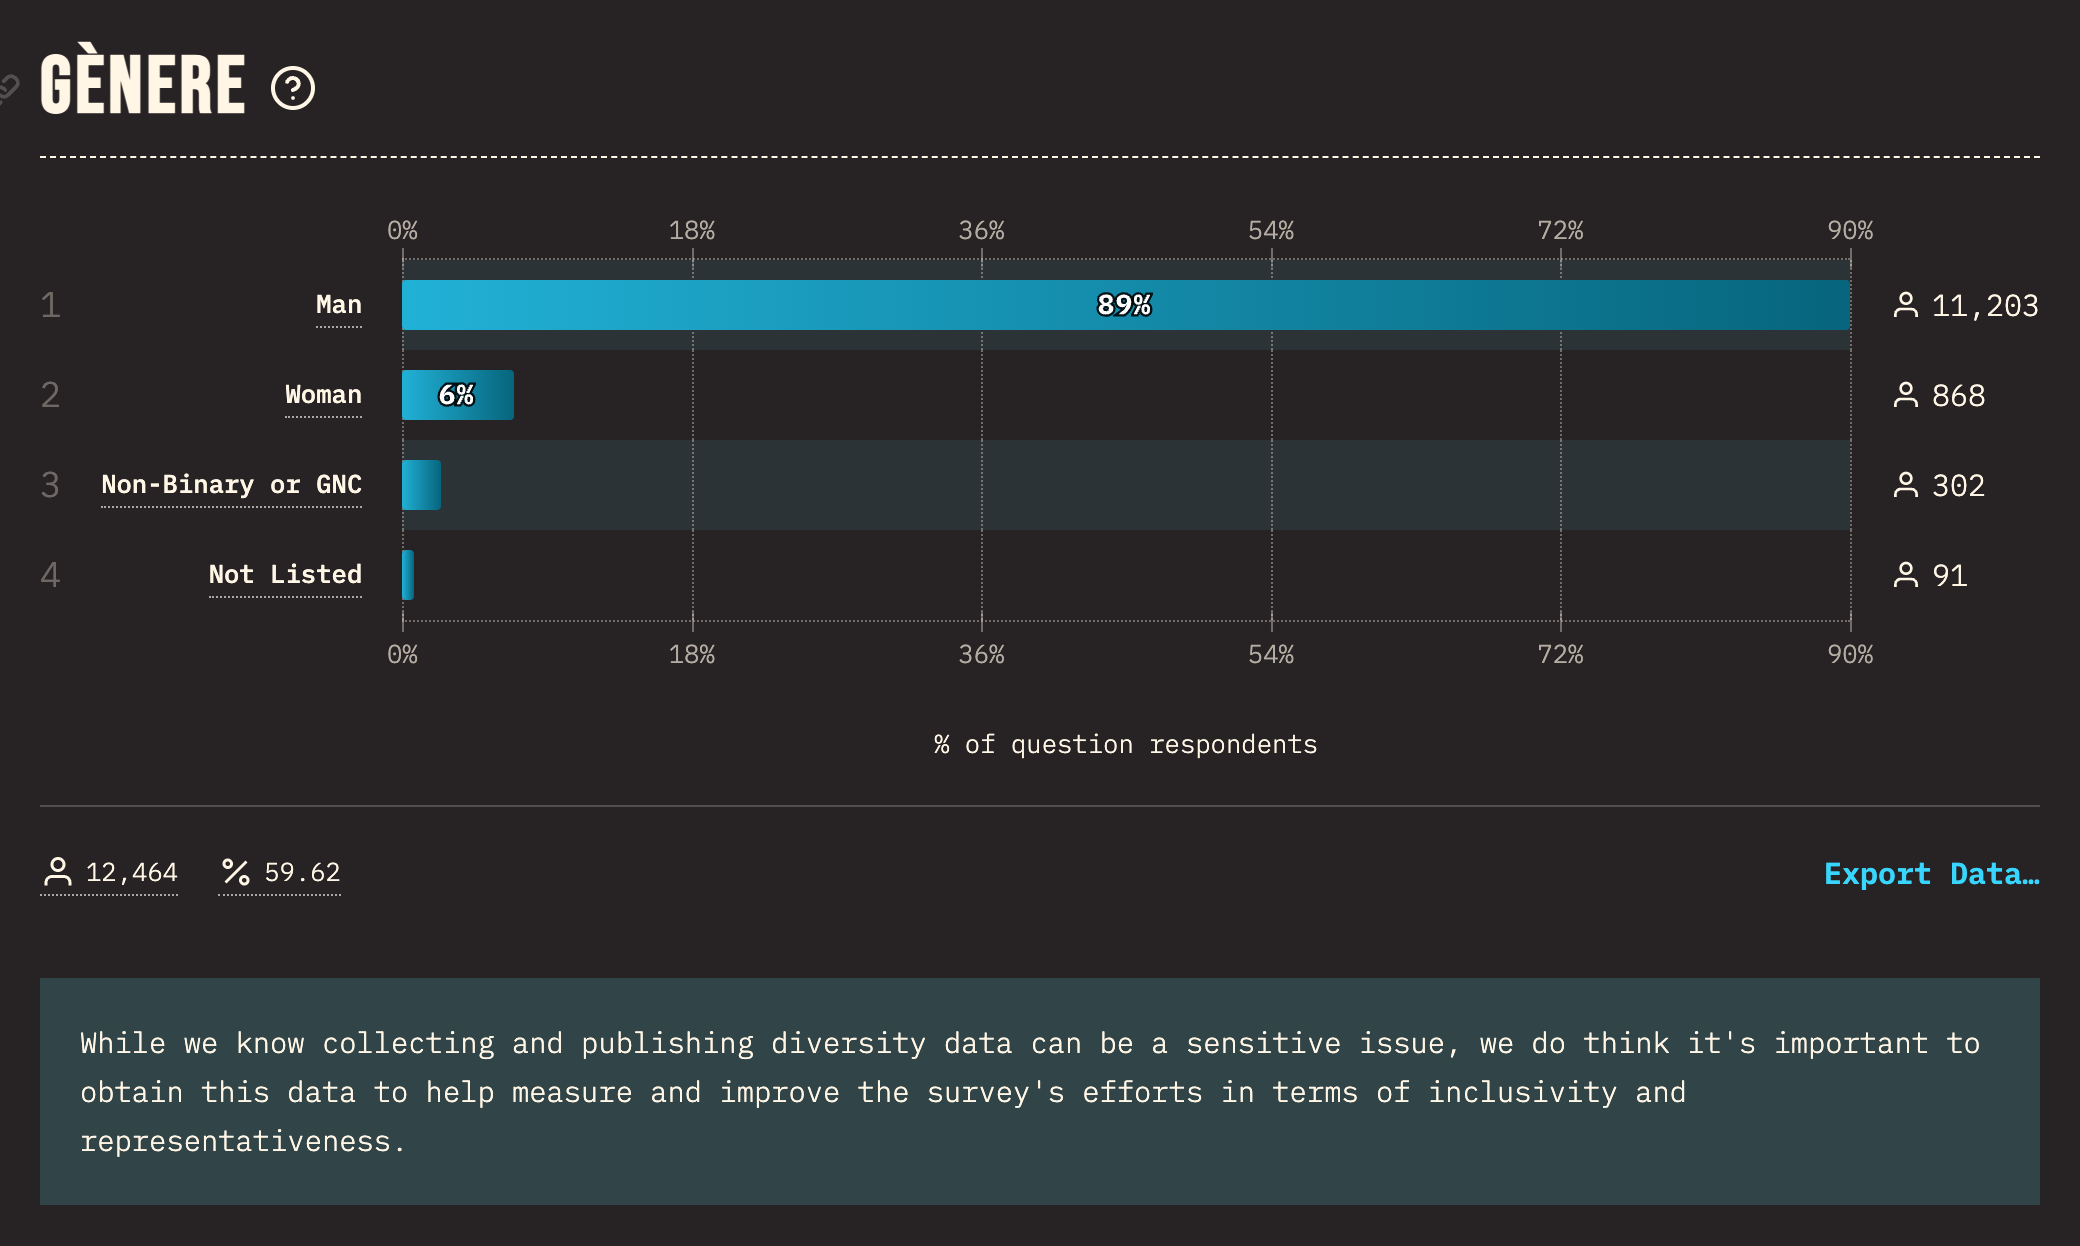 GÈNERE
0% 18% 36% 54% 72% 90%
1 Man 89% 11,203
2 Woman 6% 868
3 Non-Binary or GNC 302
4 Not Listed 91
0% 18% 36% 54% 72% 90%
% of question respondents
12,464 % 59.62 Export Data…
While we know collecting and publishing diversity data can be a sensitive issue, we do think it's important to
obtain this data to help measure and improve the survey's efforts in terms of inclusivity and
representativeness.